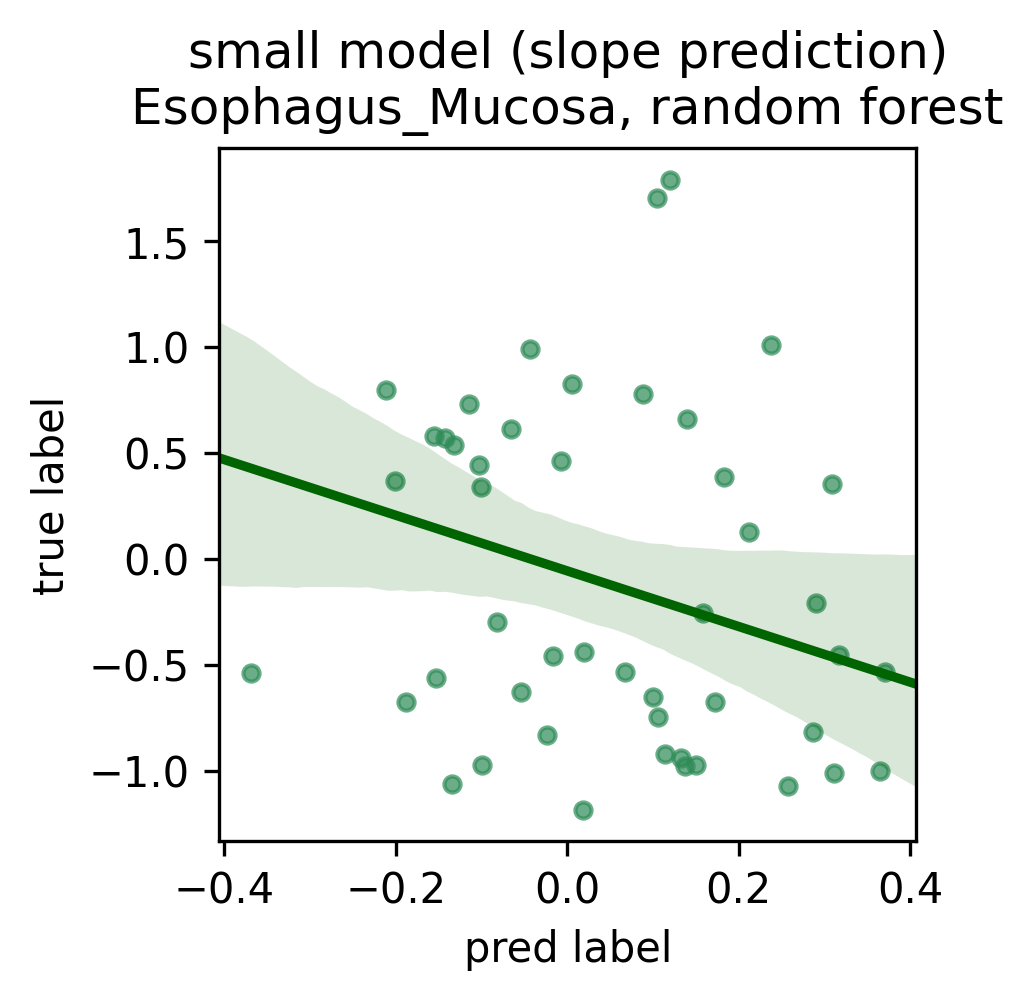 small model (slope prediction)
Esophagus_Mucosa, random forest
true label
1.5
1.0
0.5
0.0
−0.5
−1.0
−0.4
−0.2
0.0
0.2
0.4
pred label